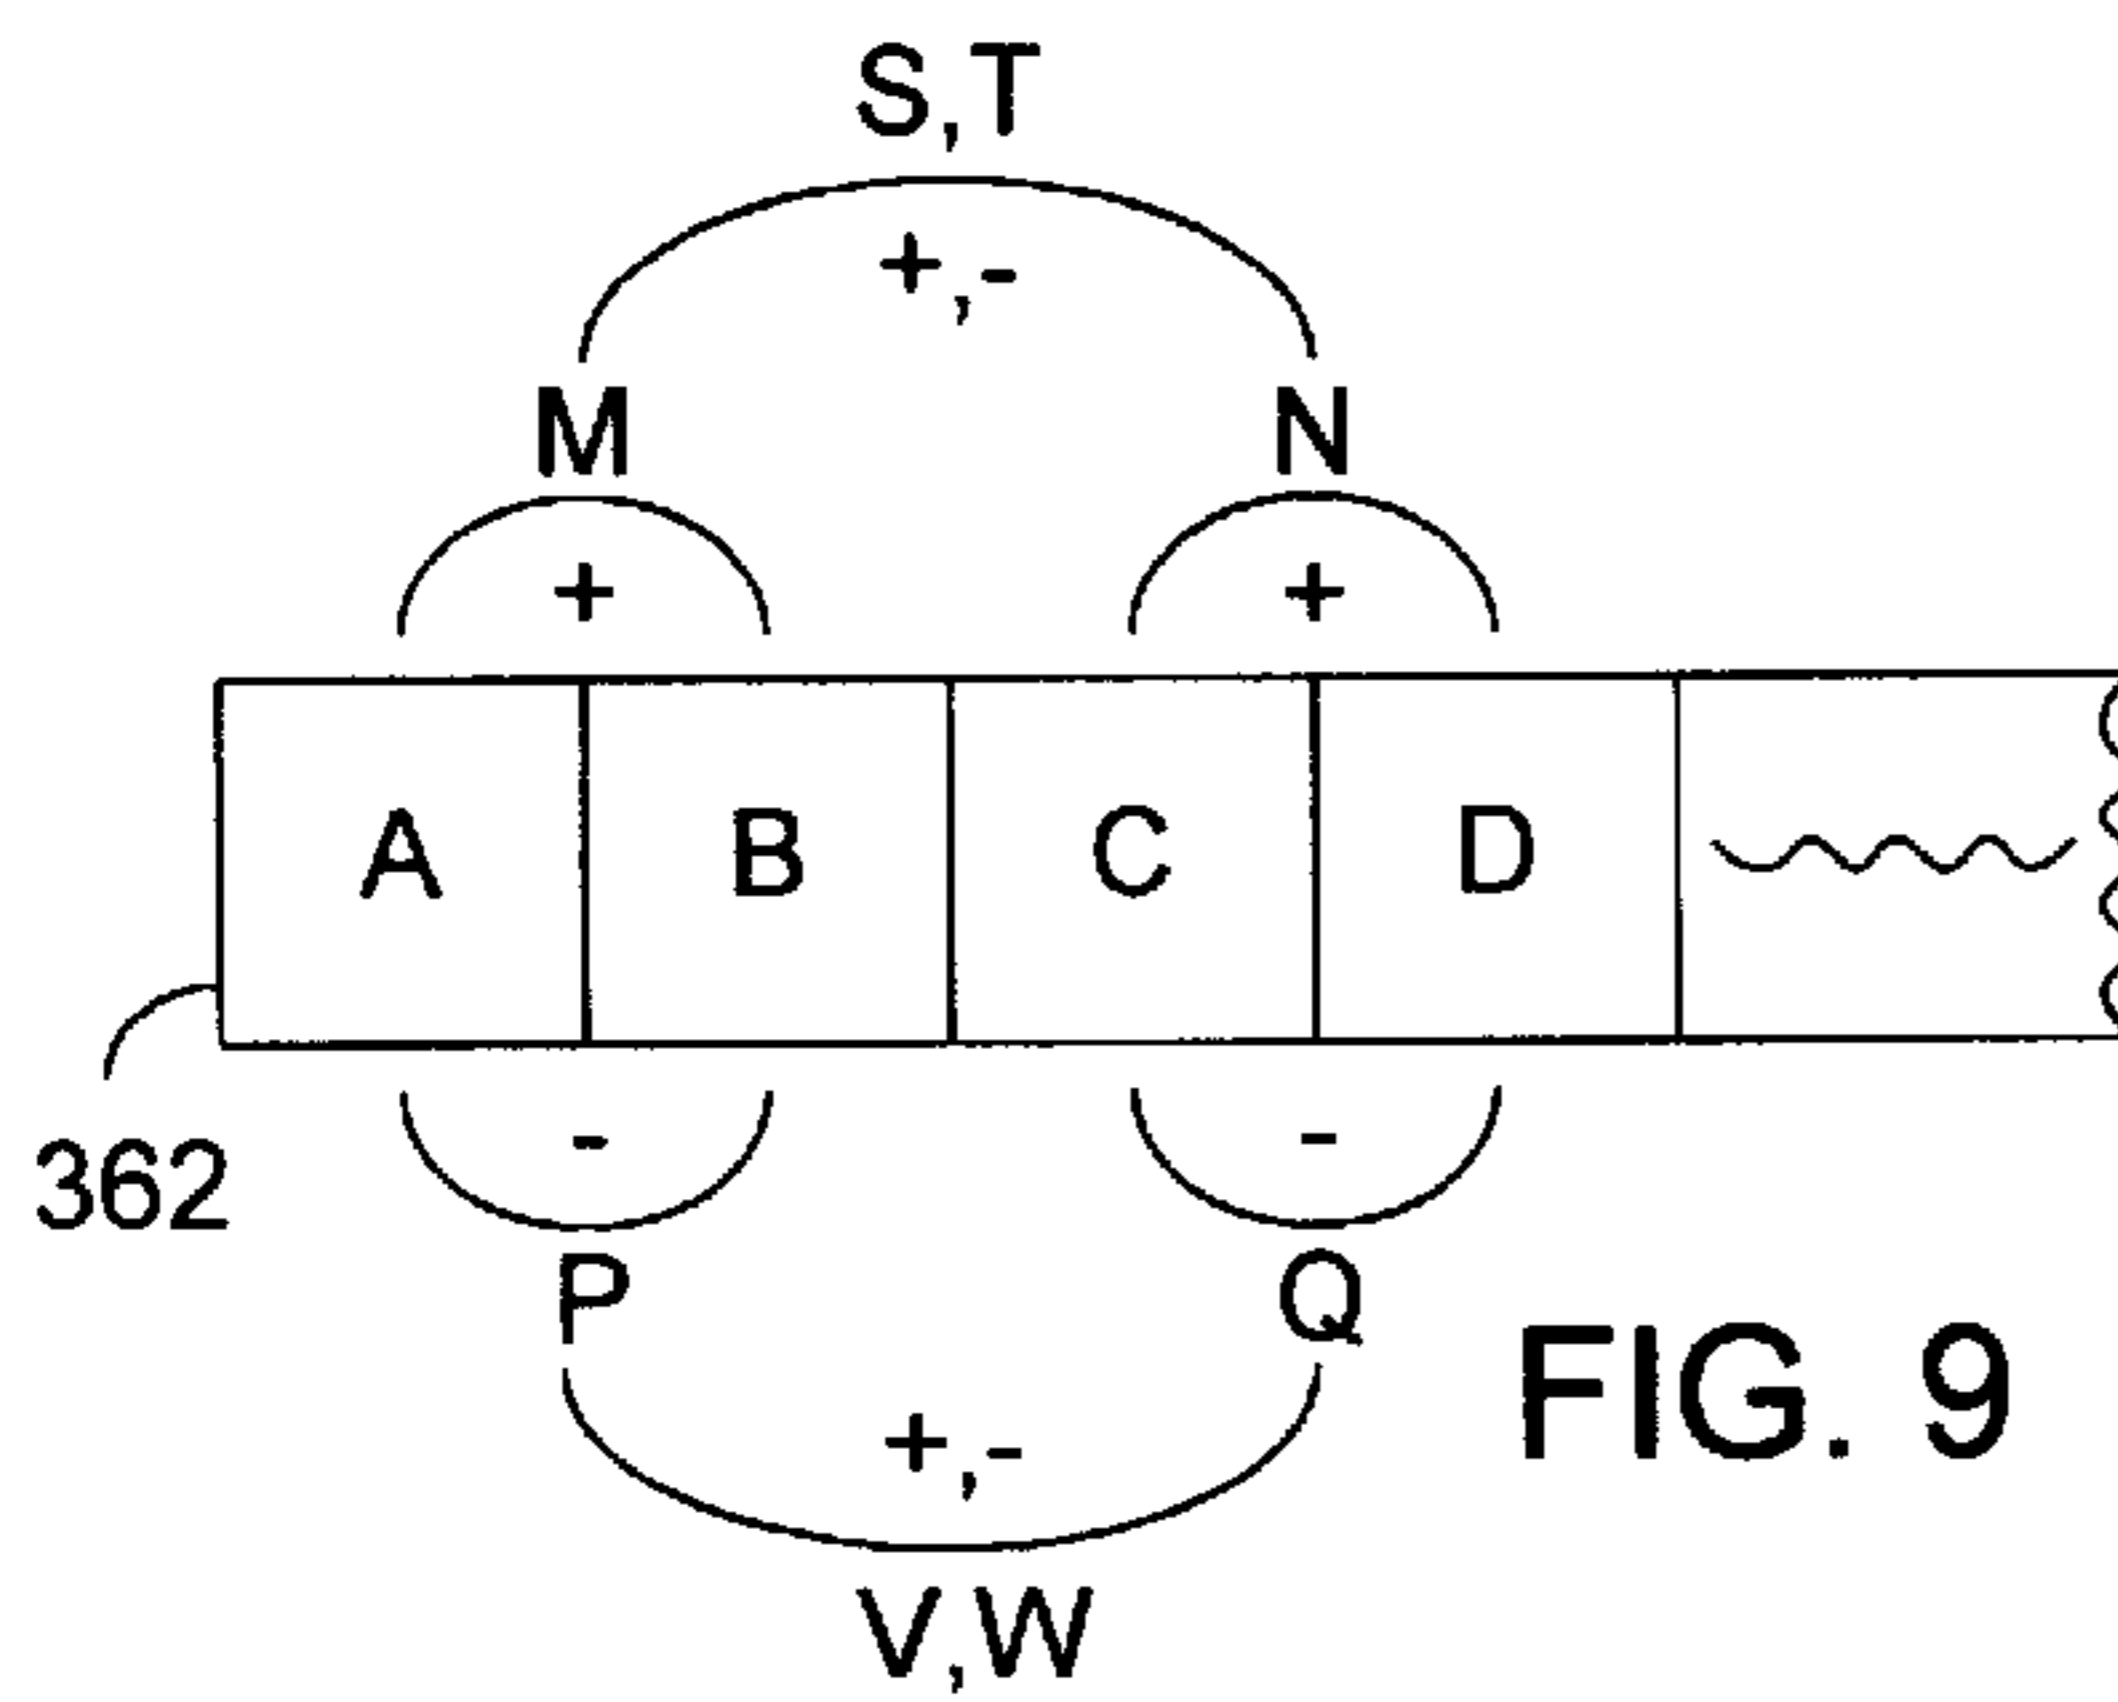 S,T
+,-
M N
+ +
A B C D
- -
362
P Q
+,-
FIG. 9
V,W